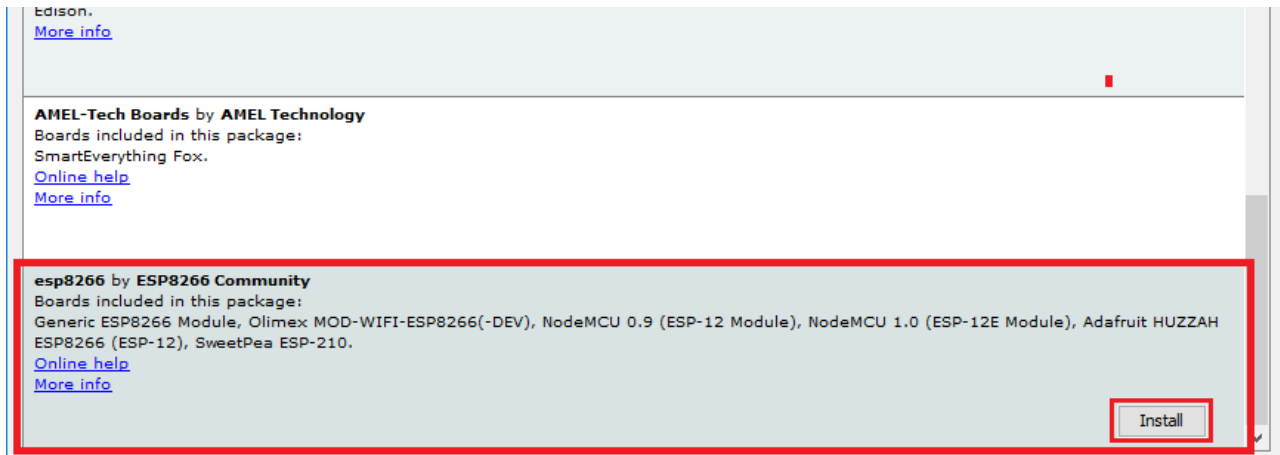 Edison.
More info
AMEL-Tech Boards by AMEL Technology
Boards included in this package:
SmartEverything Fox.
Online help
More info
esp8266 by ESP8266 Community
Boards included in this package:
Generic ESP8266 Module, Olimex MOD-WIFI-ESP8266(-DEV), NodeMCU 0.9 (ESP-12 Module), NodeMCU 1.0 (ESP-12E Module), Adafruit HUZZAH
ESP8266 (ESP-12), SweetPea ESP-210.
Online help
More info
Install